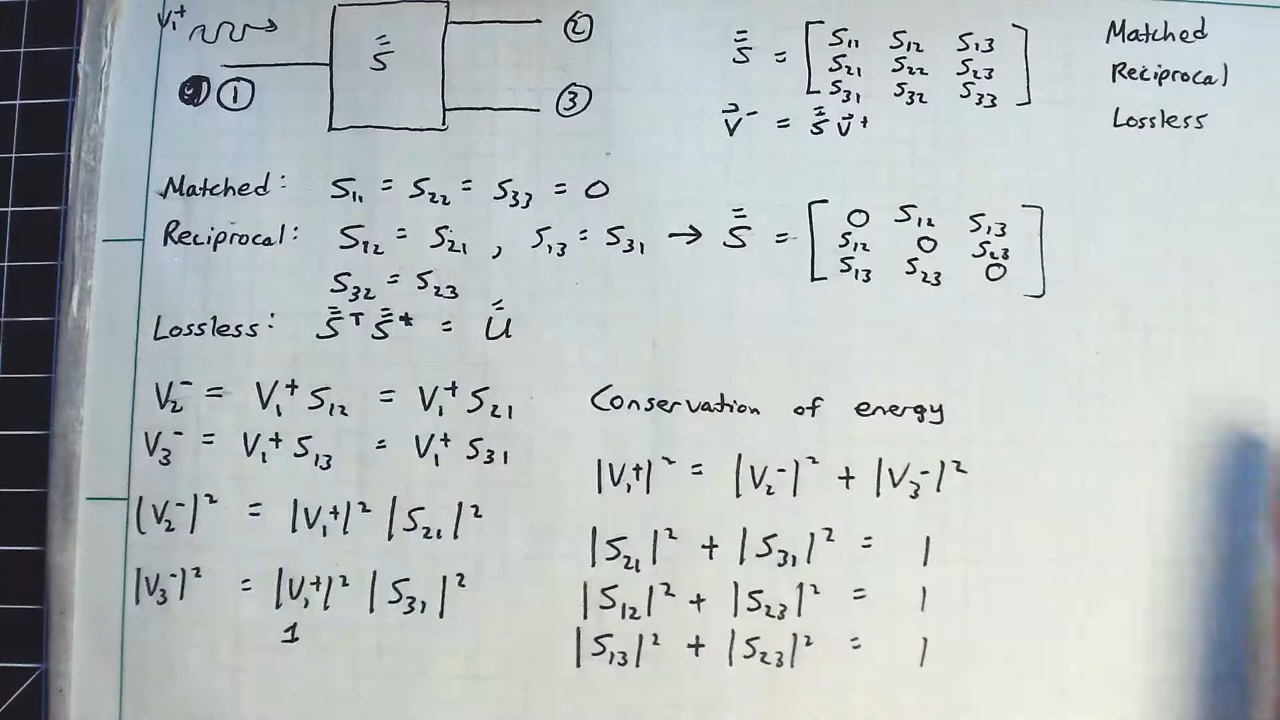 V₁⁺
S̿
①
②
③
S̿ = [ S₁₁ S₁₂ S₁₃
S₂₁ S₂₂ S₂₃
S₃₁ S₃₂ S₃₃ ]
V⃗⁻ = S̿ V⃗⁺
Matched
Reciprocal
Lossless
Matched: S₁₁ = S₂₂ = S₃₃ = 0
Reciprocal: S₁₂ = S₂₁ , S₁₃ = S₃₁ → S̿ = [ 0 S₁₂ S₁₃
S₁₂ 0 S₂₃
S₁₃ S₂₃ 0 ]
S₃₂ = S₂₃
Lossless: S̿ᵀ S̿* = U̿
V₂⁻ = V₁⁺ S₁₂ = V₁⁺ S₂₁
V₃⁻ = V₁⁺ S₁₃ = V₁⁺ S₃₁
|V₂⁻|² = |V₁⁺|² |S₂₁|²
|V₃⁻|² = |V₁⁺|² |S₃₁|²
1
Conservation of energy
|V₁⁺|² = |V₂⁻|² + |V₃⁻|²
|S₂₁|² + |S₃₁|² = 1
|S₁₂|² + |S₂₃|² = 1
|S₁₃|² + |S₂₃|² = 1